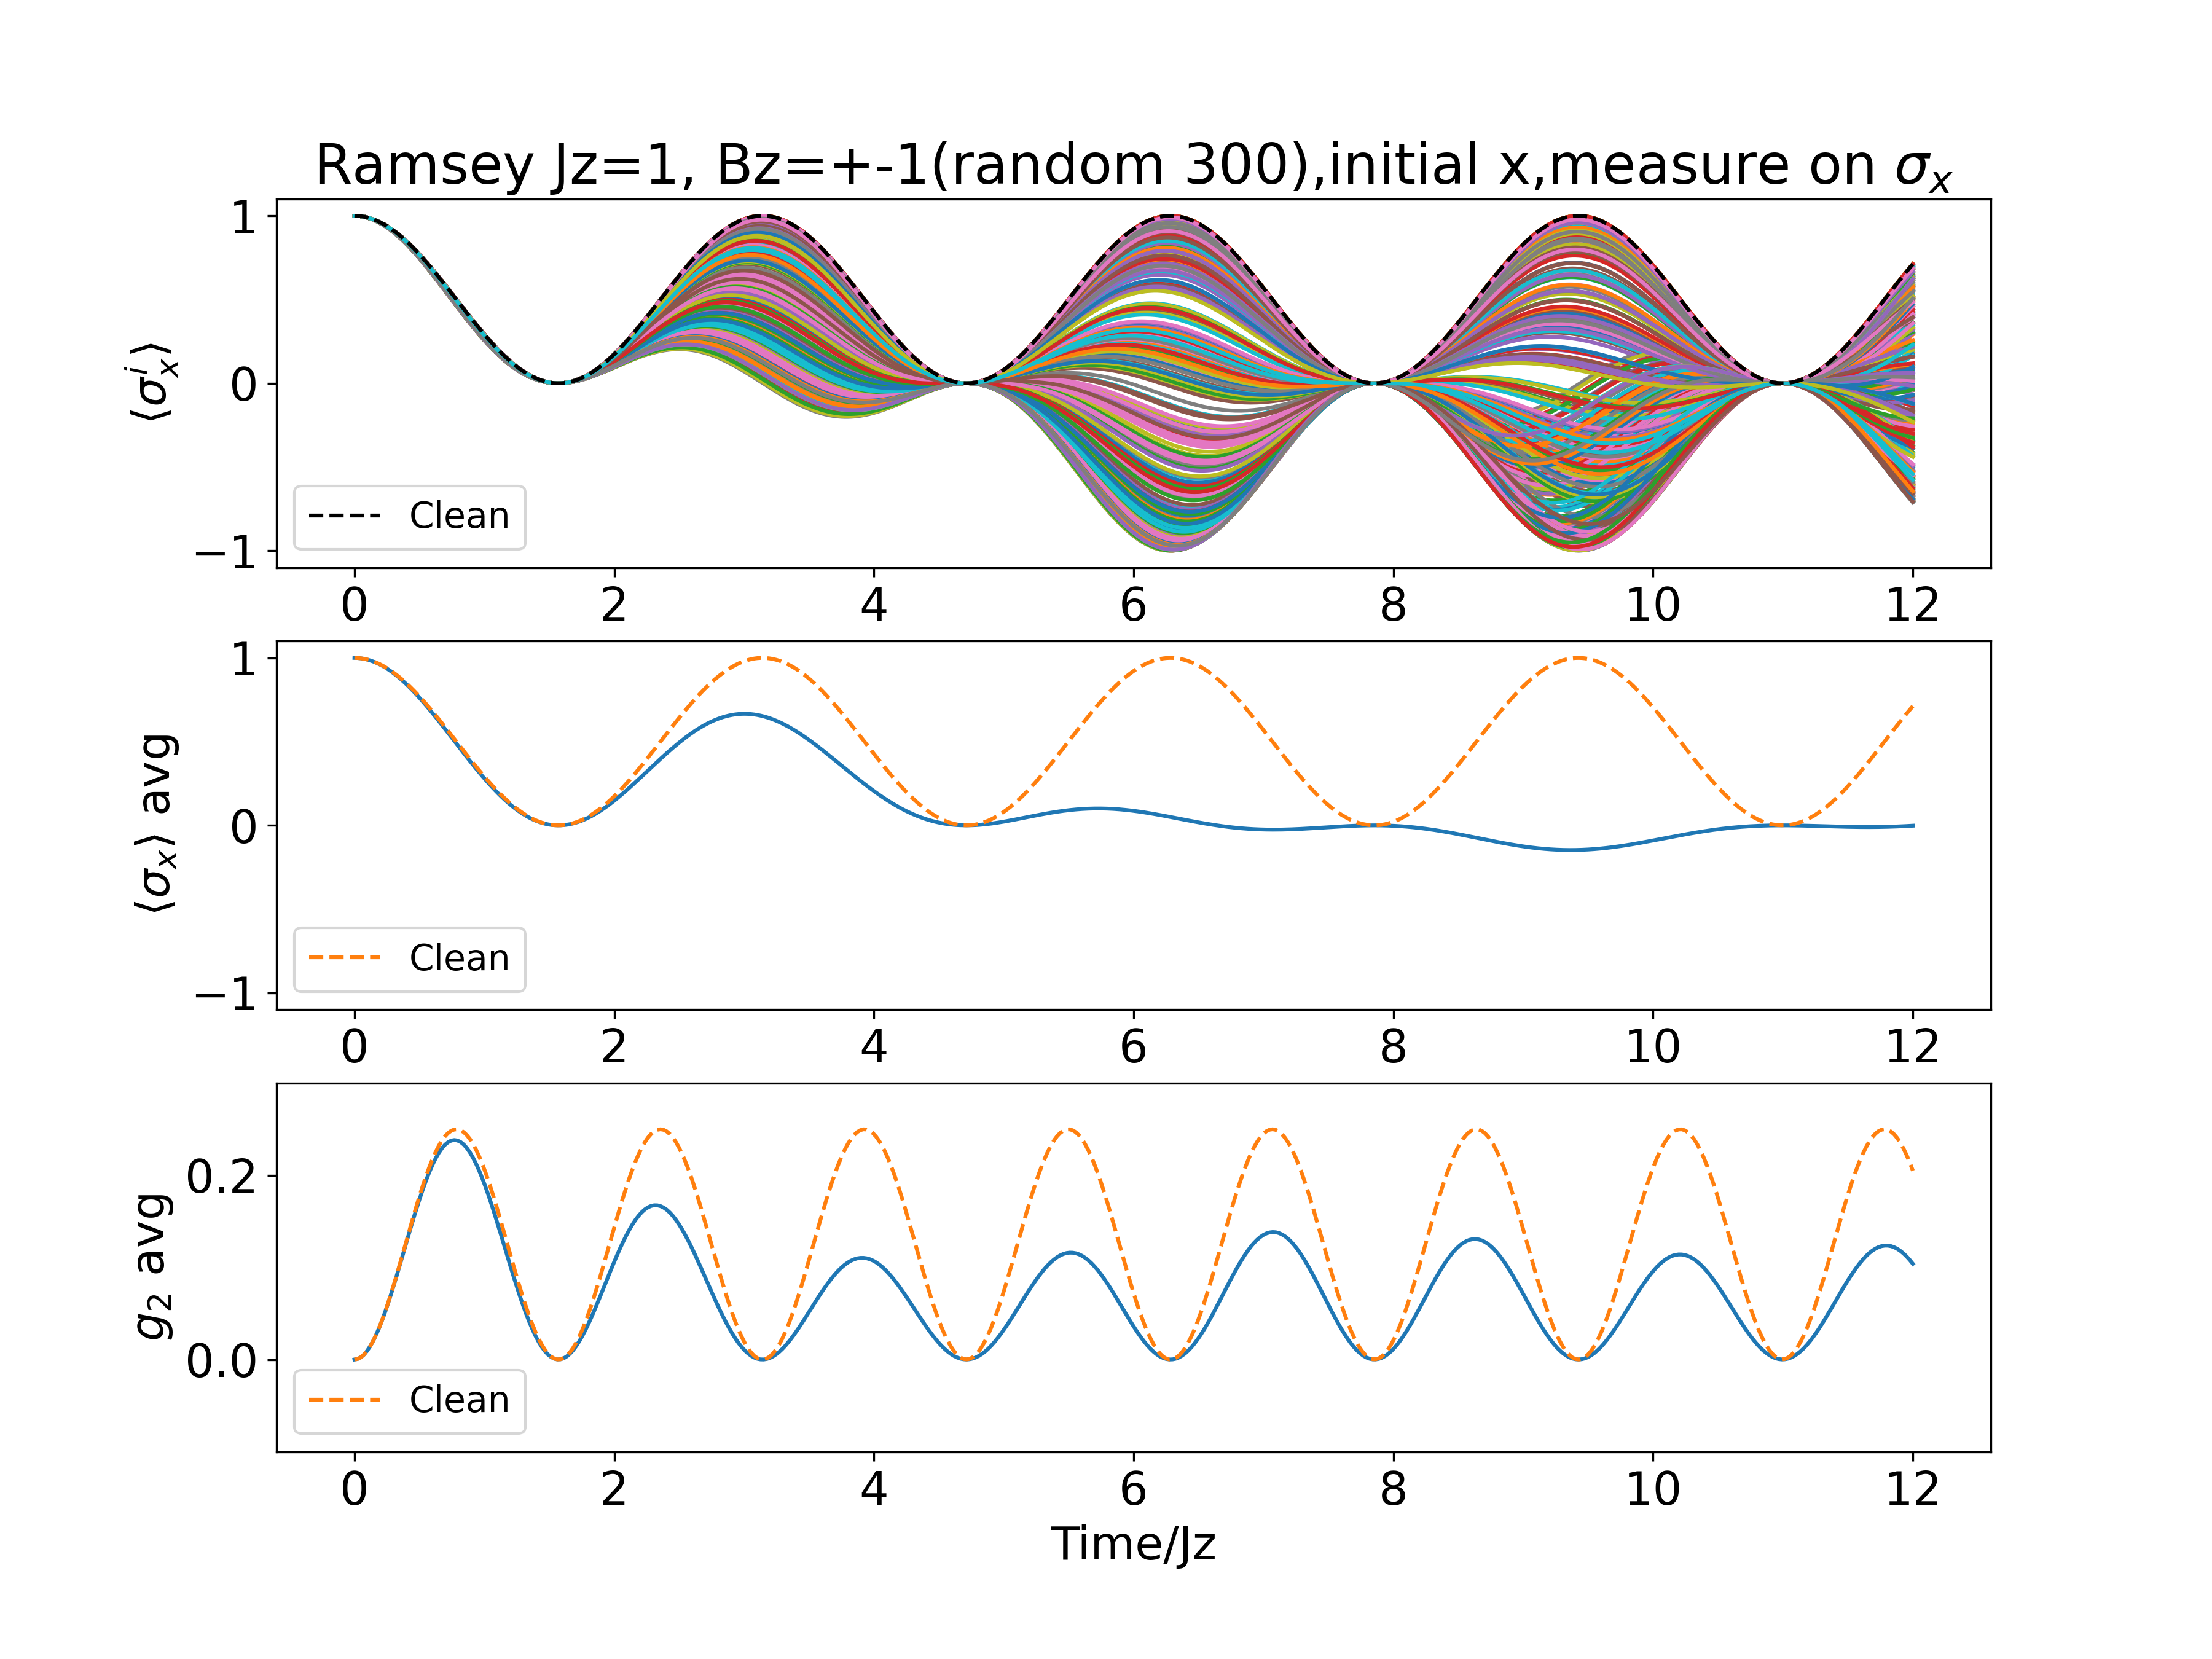 Ramsey Jz=1, Bz=+-1(random 300),initial x,measure on σₓ
⟨σₓⁱ⟩
1
0
−1
Clean
0 2 4 6 8 10 12
⟨σₓ⟩ avg
1
0
−1
Clean
0 2 4 6 8 10 12
g₂ avg
0.2
0.0
Clean
0 2 4 6 8 10 12
Time/Jz